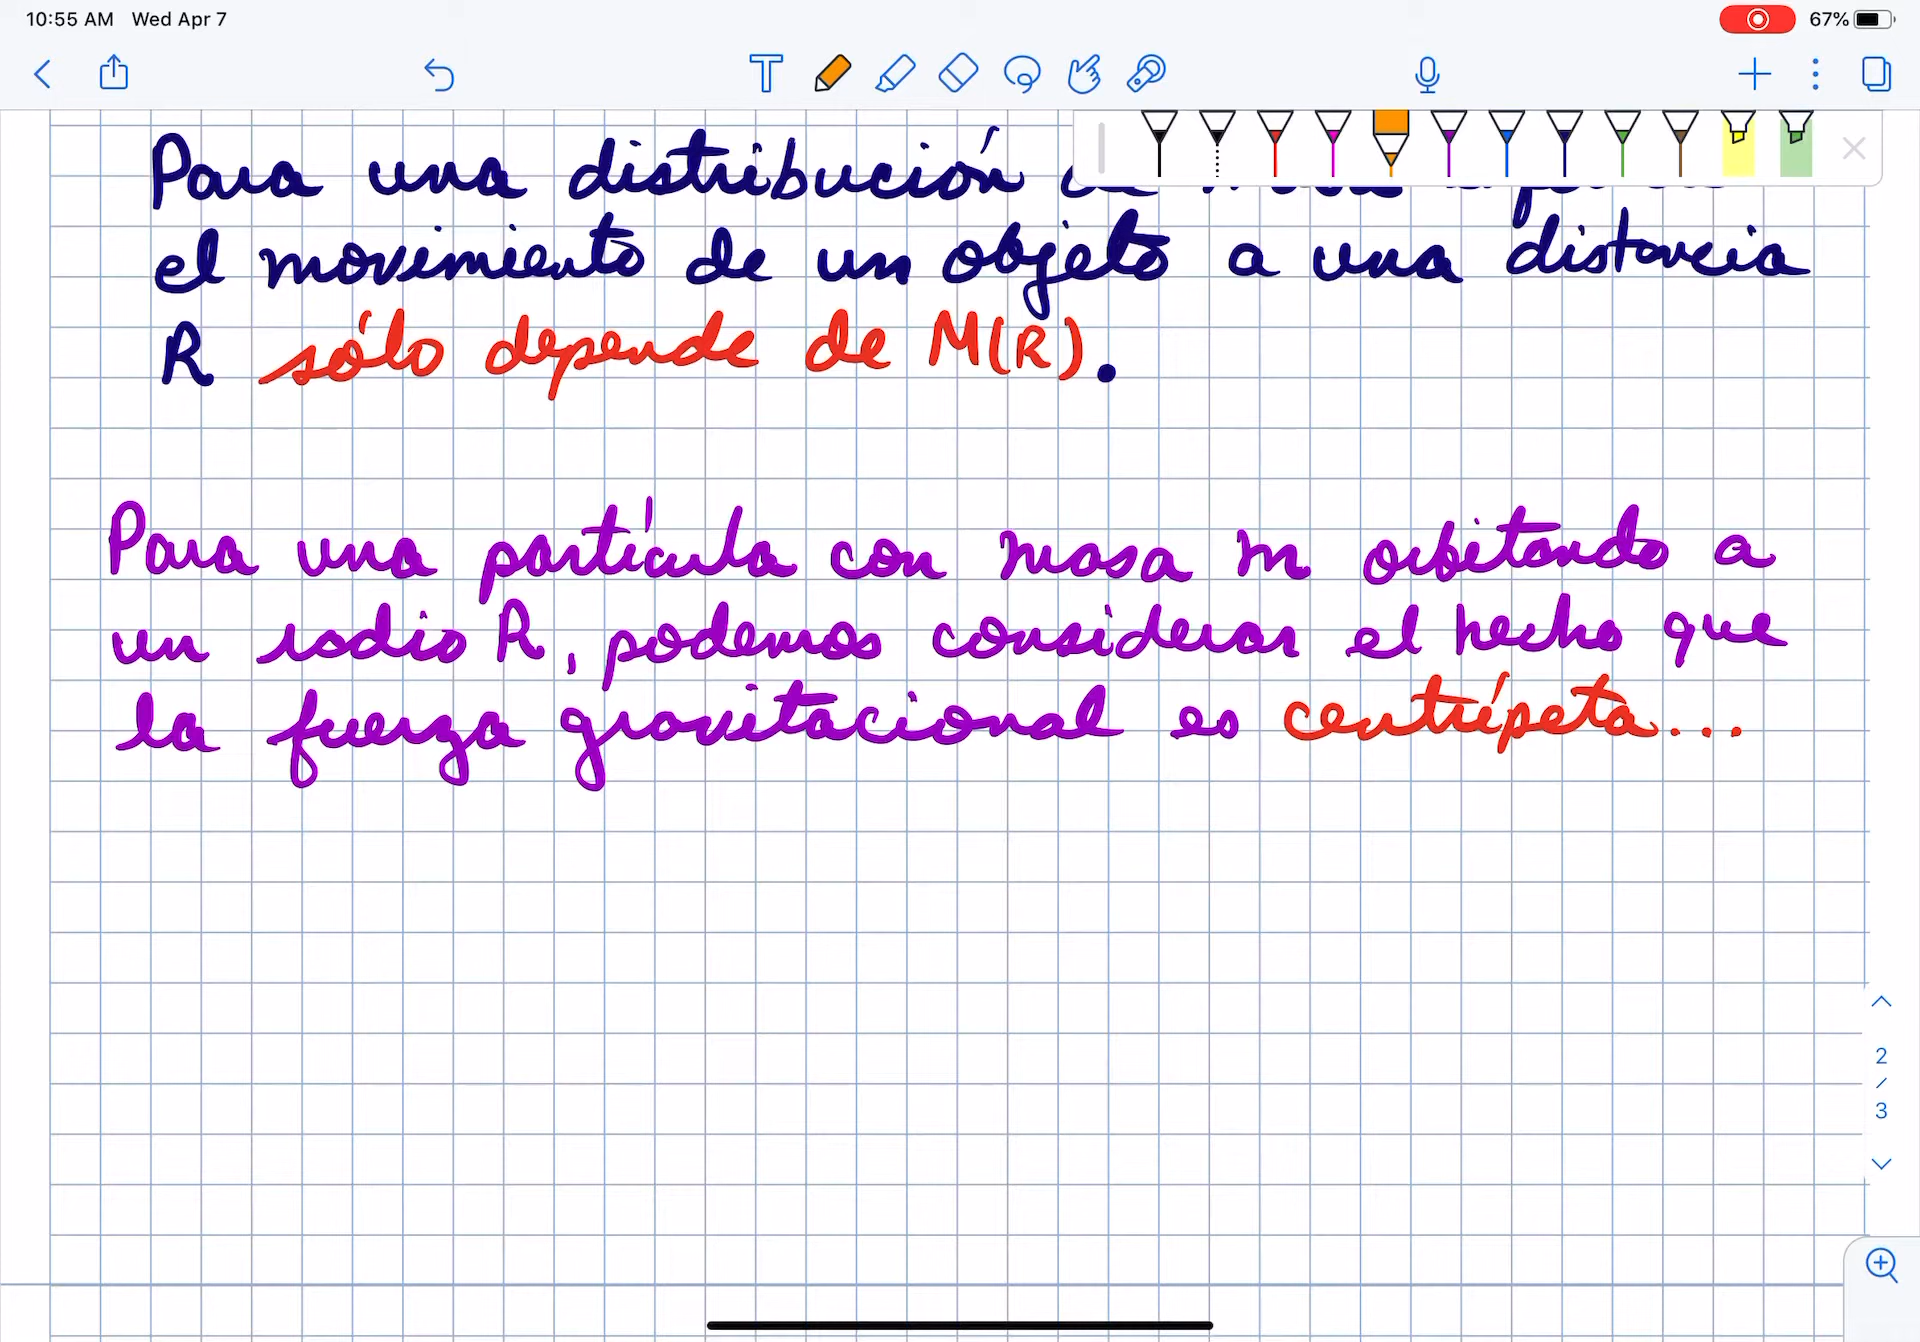 10:55 AM Wed Apr 7
67%
Para una distribución
el movimiento de un objeto a una distancia
R sólo depende de M(R).
Para una partícula con masa m orbitando a
un radio R, podemos considerar el hecho que
la fuerza gravitacional es centrípeta...
2
/
3